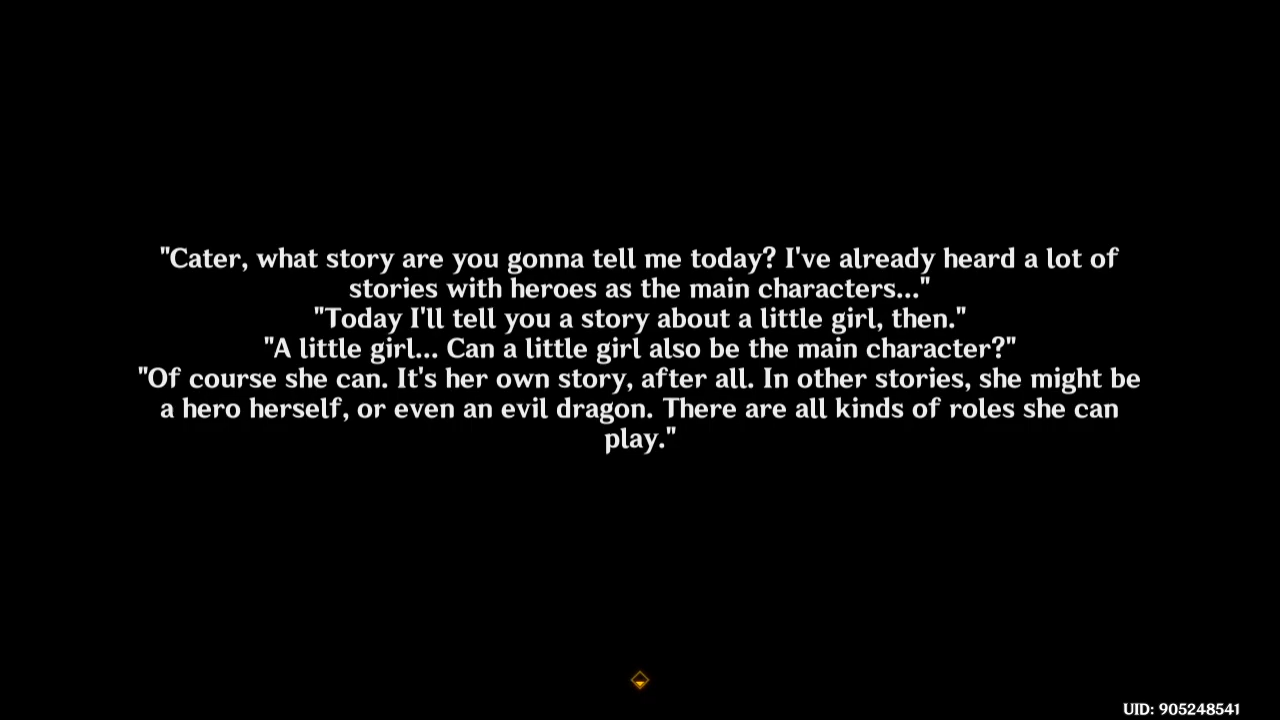 "Cater, what story are you gonna tell me today? I've already heard a lot of
stories with heroes as the main characters..."
"Today I'll tell you a story about a little girl, then."
"A little girl... Can a little girl also be the main character?"
"Of course she can. It's her own story, after all. In other stories, she might be
a hero herself, or even an evil dragon. There are all kinds of roles she can
play."
UID: 905248541